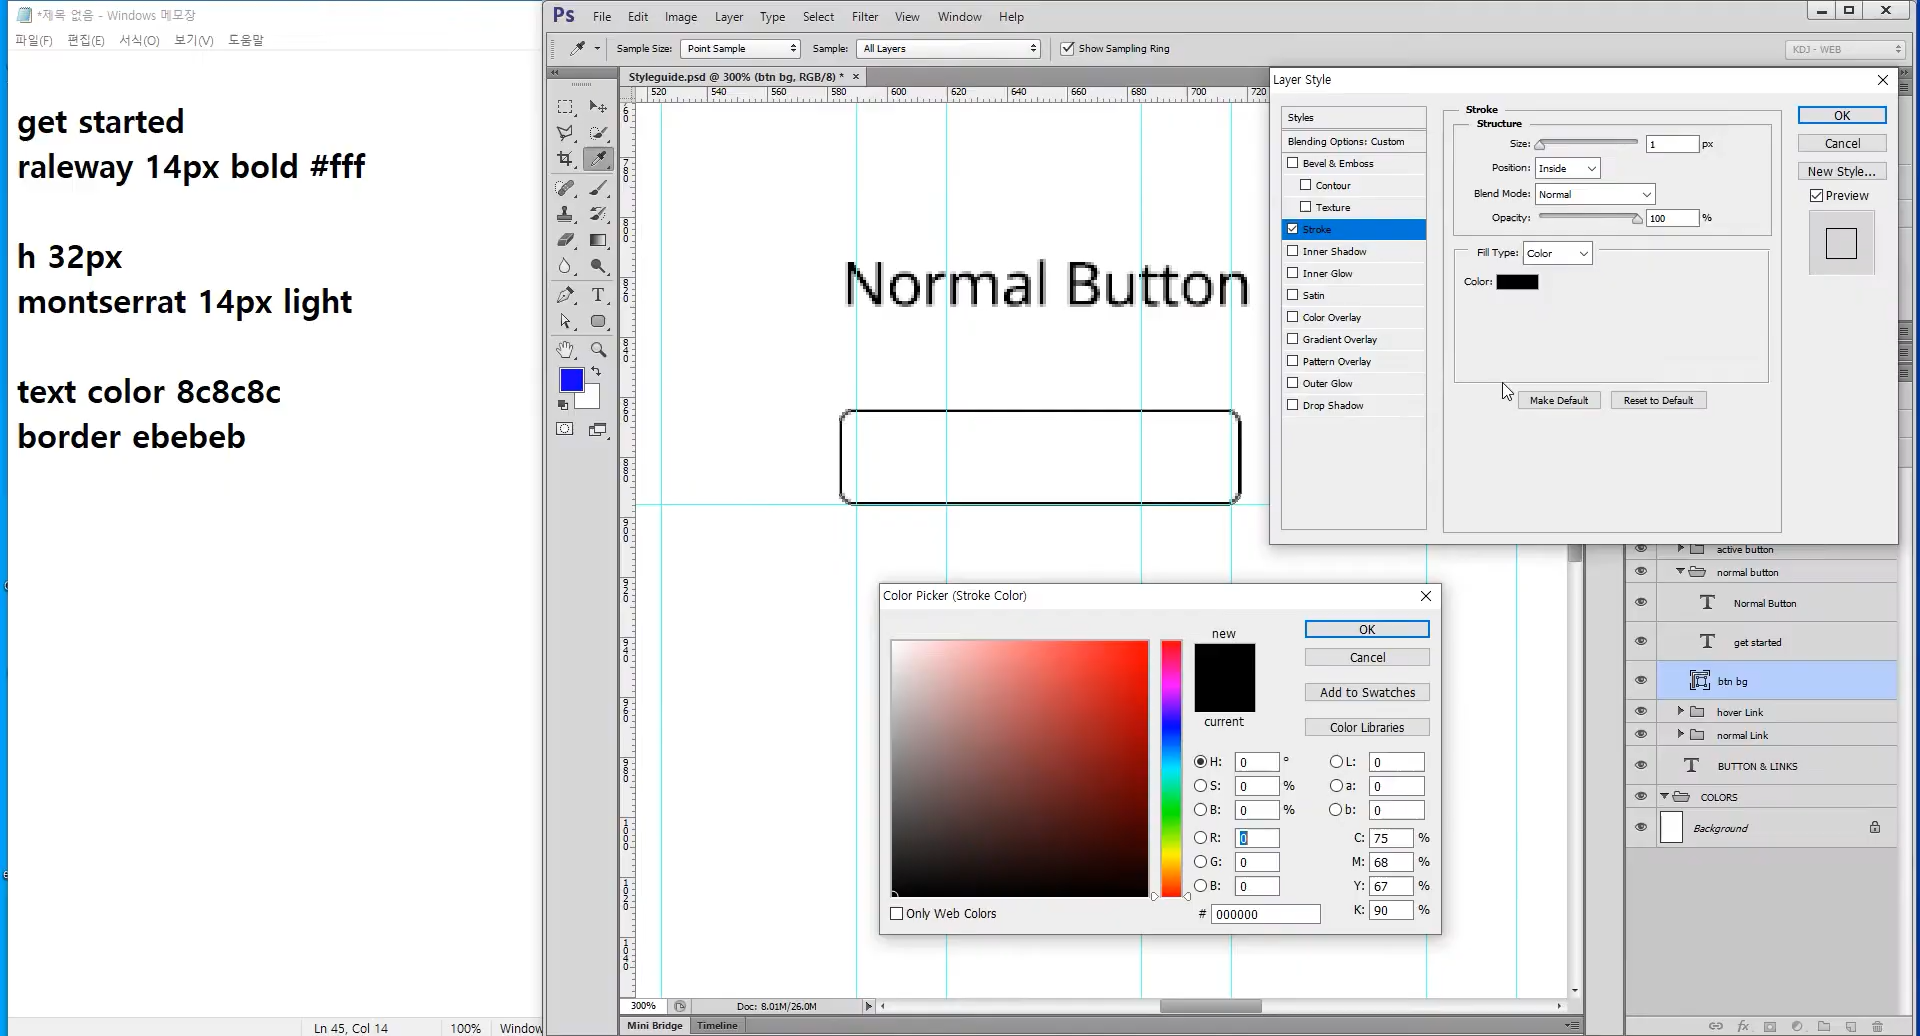 *제목 없음 - Windows 메모장
파일(F) 편집(E) 서식(O) 보기(V) 도움말
get started
raleway 14px bold #fff
h 32px
montserrat 14px light
text color 8c8c8c
border ebebeb
Ln 45, Col 14 100% Window
Ps File Edit Image Layer Type Select Filter View Window Help
Sample Size: Point Sample Sample: All Layers Show Sampling Ring KDJ - WEB
Styleguide.psd @ 300% (btn bg, RGB/8) * ×
520 540 560 580 600 620 640 660 680 700 720
Normal Button
Layer Style
Styles
Blending Options: Custom
Bevel & Emboss
Contour
Texture
Stroke
Inner Shadow
Inner Glow
Satin
Color Overlay
Gradient Overlay
Pattern Overlay
Outer Glow
Drop Shadow
Stroke
Structure
Size: 1 px
Position: Inside
Blend Mode: Normal
Opacity: 100 %
Fill Type: Color
Color:
Make Default Reset to Default
OK
Cancel
New Style...
Preview
Color Picker (Stroke Color)
new
current
OK
Cancel
Add to Swatches
Color Libraries
H: 0 ° L: 0
S: 0 % a: 0
B: 0 % b: 0
R: 0 C: 75 %
G: 0 M: 68 %
B: 0 Y: 67 %
# 000000 K: 90 %
Only Web Colors
active button
normal button
Normal Button
get started
btn bg
hover Link
normal Link
BUTTON & LINKS
COLORS
Background
300% Doc: 8.01M/26.0M
Mini Bridge Timeline